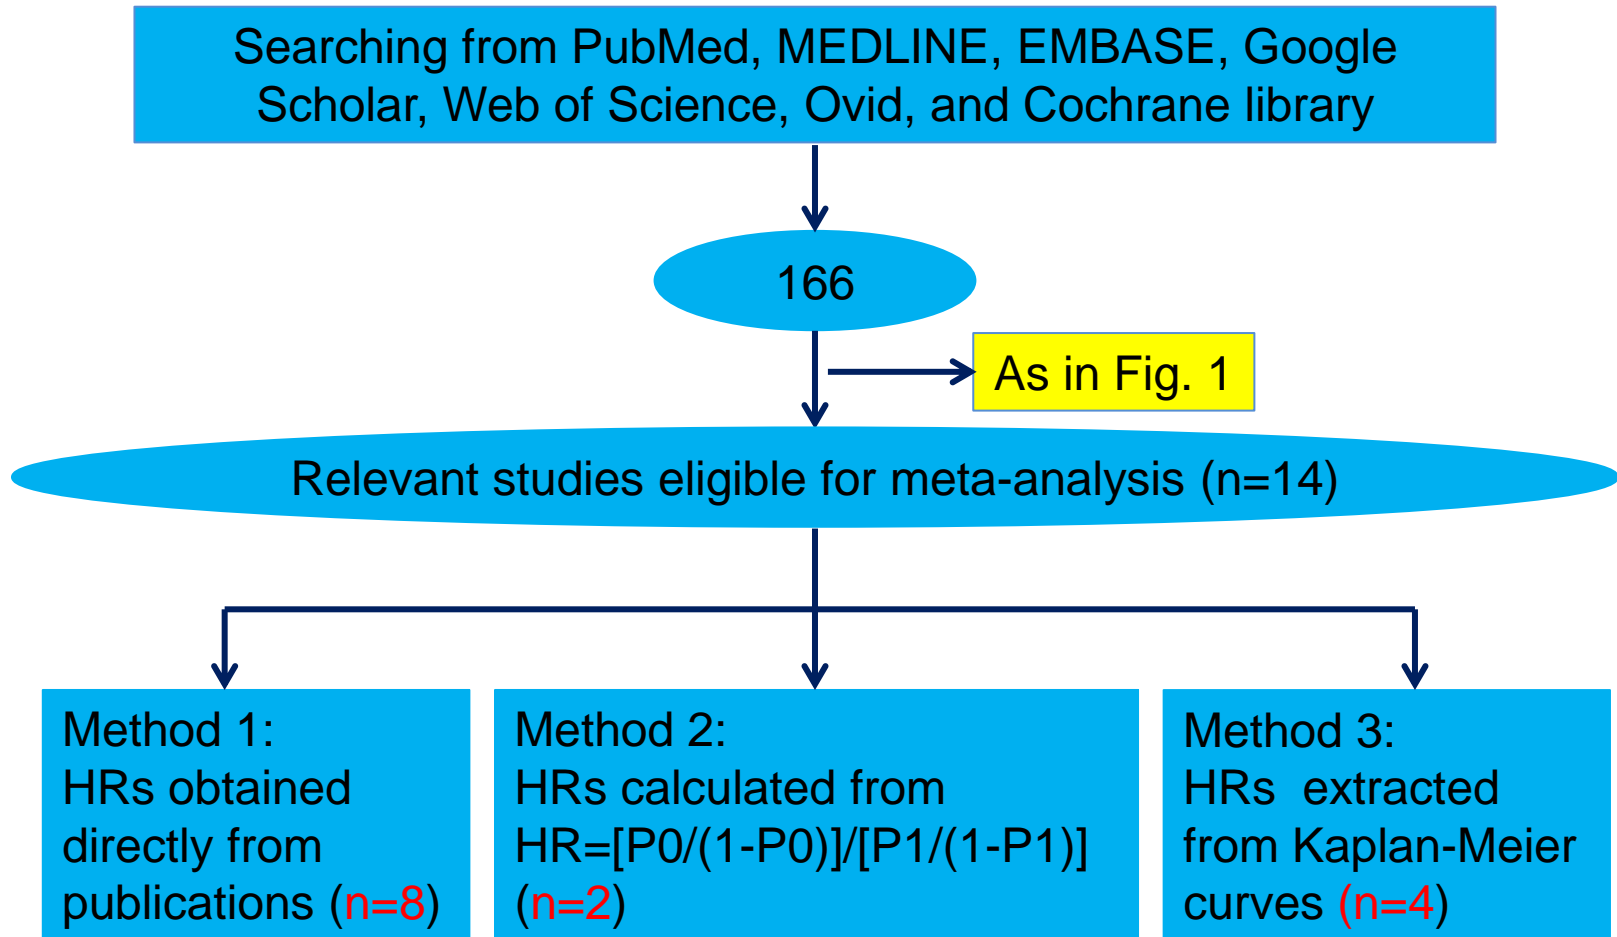 Searching from PubMed, MEDLINE, EMBASE, Google
Scholar, Web of Science, Ovid, and Cochrane library
166
As in Fig. 1
Relevant studies eligible for meta-analysis (n=14)
Method 1:
HRs obtained
directly from
publications (n=8)
Method 2:
HRs calculated from
HR=[P0/(1-P0)]/[P1/(1-P1)]
(n=2)
Method 3:
HRs  extracted
from Kaplan-Meier
curves (n=4)